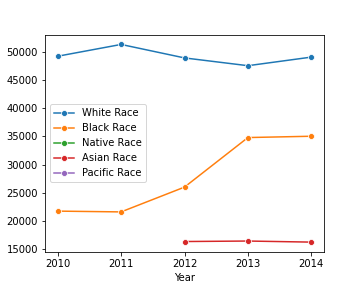 50000
45000
40000
35000
30000
25000
20000
15000
White Race
Black Race
Native Race
Asian Race
Pacific Race
2010 2011 2012 2013 2014
Year